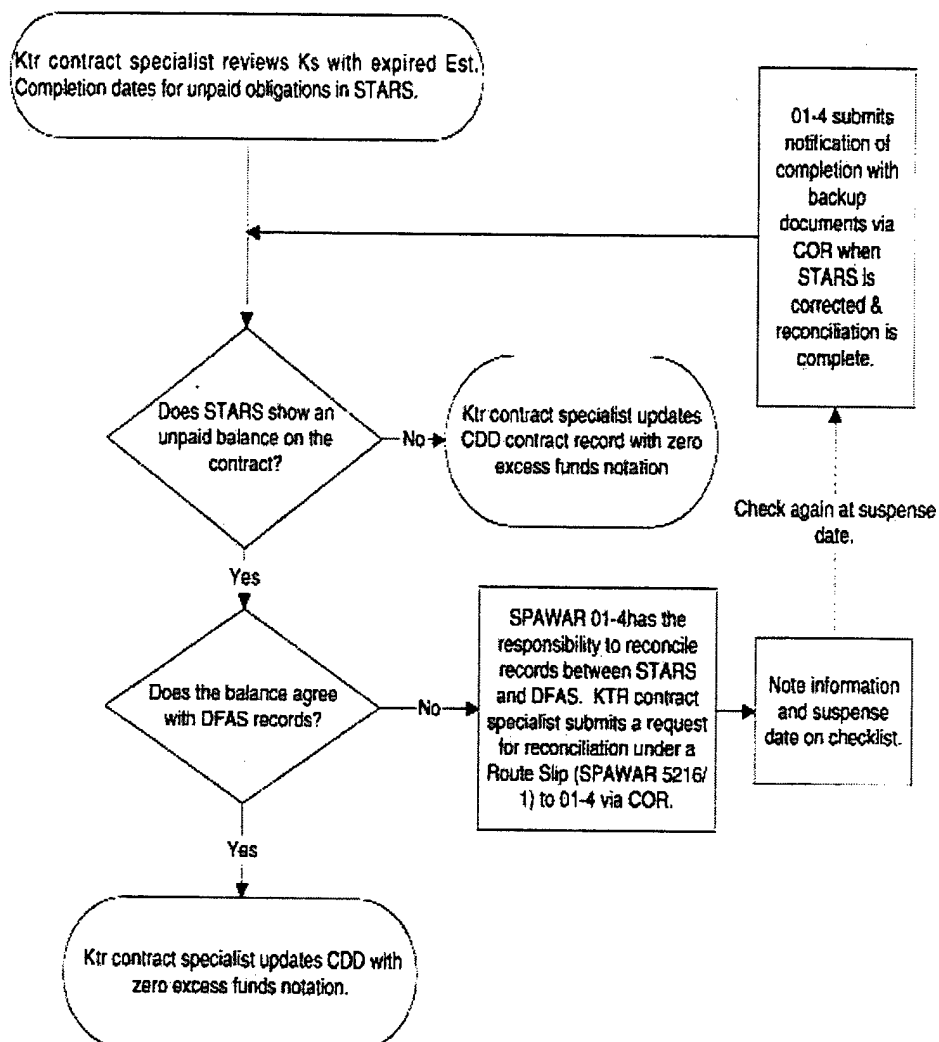 Ktr contract specialist reviews Ks with expired Est.
Completion dates for unpaid obligations in STARS.
01-4 submits
notification of
completion with
backup
documents via
COR when
STARS is
corrected &
reconciliation is
complete.
Does STARS show an
unpaid balance on the
contract?
No
Ktr contract specialist updates
CDD contract record with zero
excess funds notation
Check again at suspense
date.
Yes
Does the balance agree
with DFAS records?
No
SPAWAR 01-4has the
responsibility to reconcile
records between STARS
and DFAS. KTR contract
specialist submits a request
for reconciliation under a
Route Slip (SPAWAR 5216/
1) to 01-4 via COR.
Note information
and suspense
date on checklist.
Yes
Ktr contract specialist updates CDD with
zero excess funds notation.